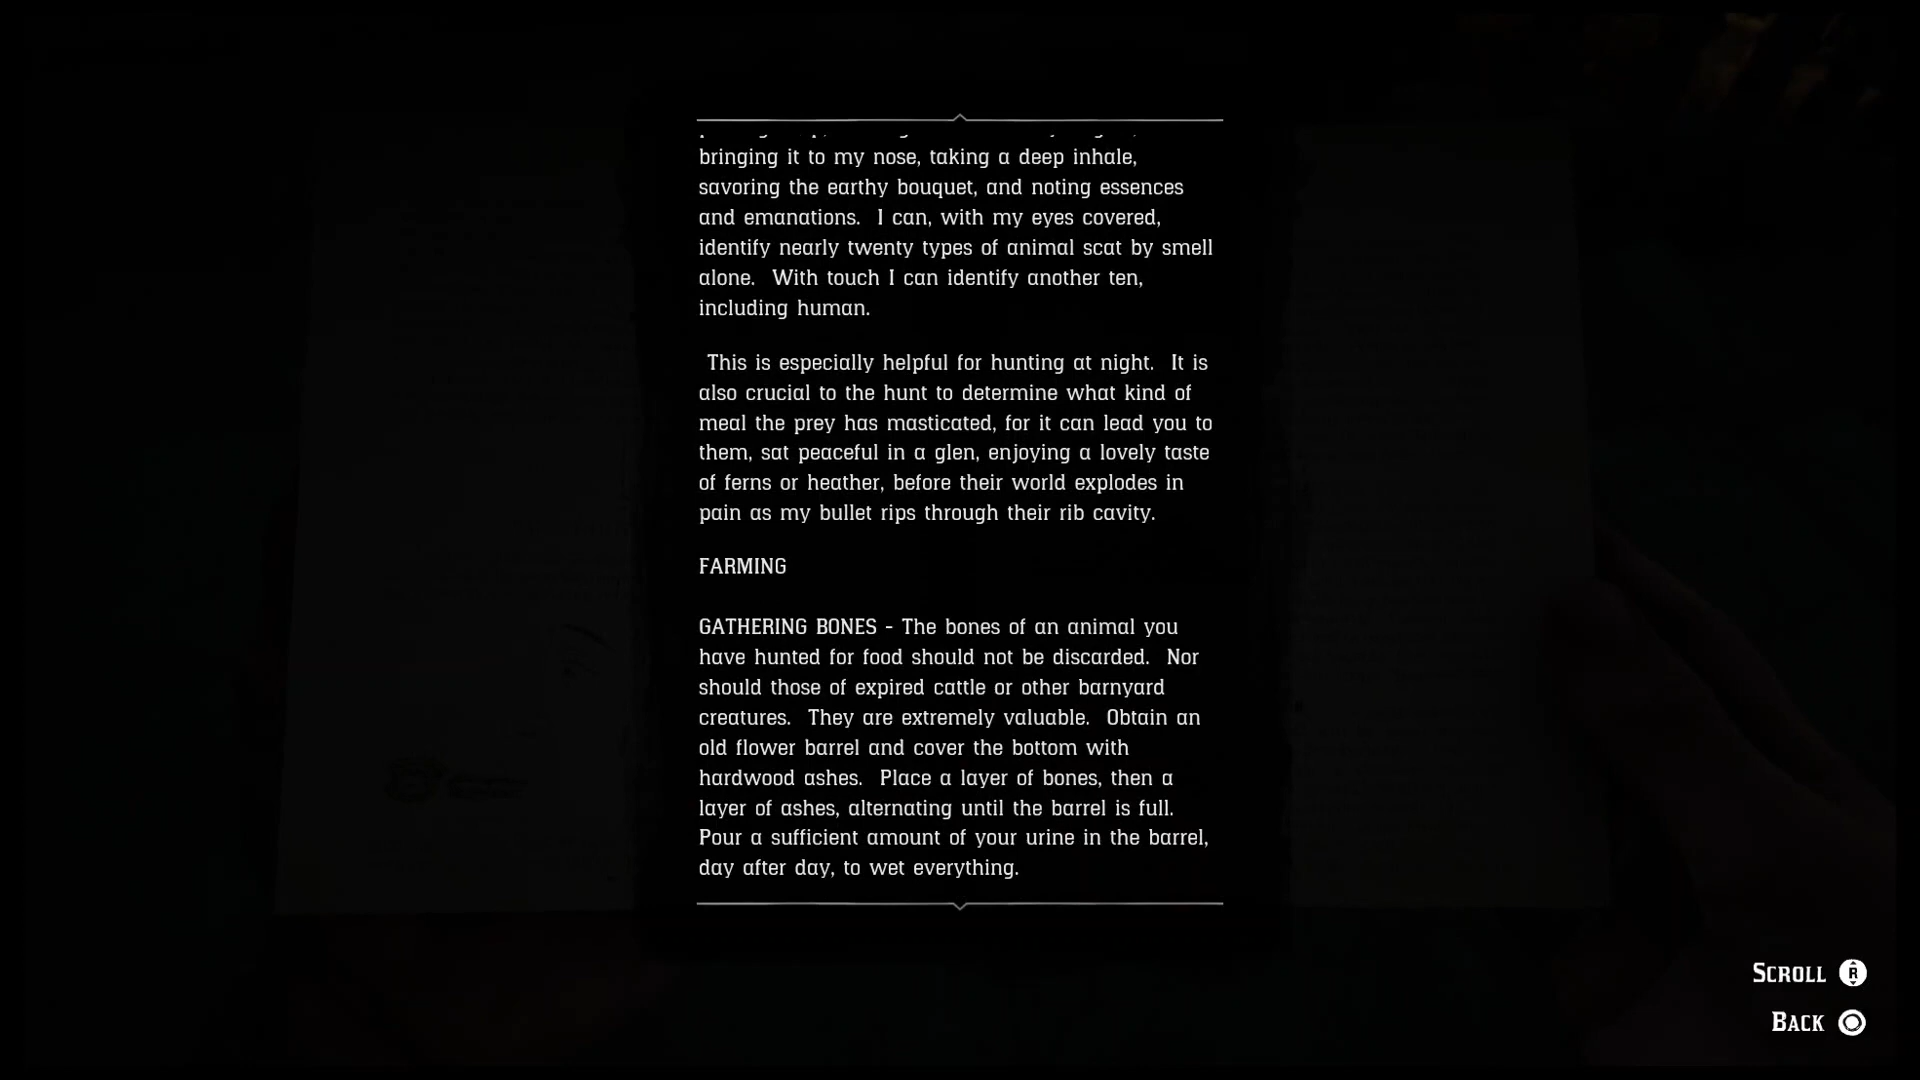 bringing it to my nose, taking a deep inhale,
savoring the earthy bouquet, and noting essences
and emanations.  I can, with my eyes covered,
identify nearly twenty types of animal scat by smell
alone.  With touch I can identify another ten,
including human.
This is especially helpful for hunting at night.  It is
also crucial to the hunt to determine what kind of
meal the prey has masticated, for it can lead you to
them, sat peaceful in a glen, enjoying a lovely taste
of ferns or heather, before their world explodes in
pain as my bullet rips through their rib cavity.
FARMING
GATHERING BONES - The bones of an animal you
have hunted for food should not be discarded.  Nor
should those of expired cattle or other barnyard
creatures.  They are extremely valuable.  Obtain an
old flower barrel and cover the bottom with
hardwood ashes.  Place a layer of bones, then a
layer of ashes, alternating until the barrel is full.
Pour a sufficient amount of your urine in the barrel,
day after day, to wet everything.
SCROLL R
BACK